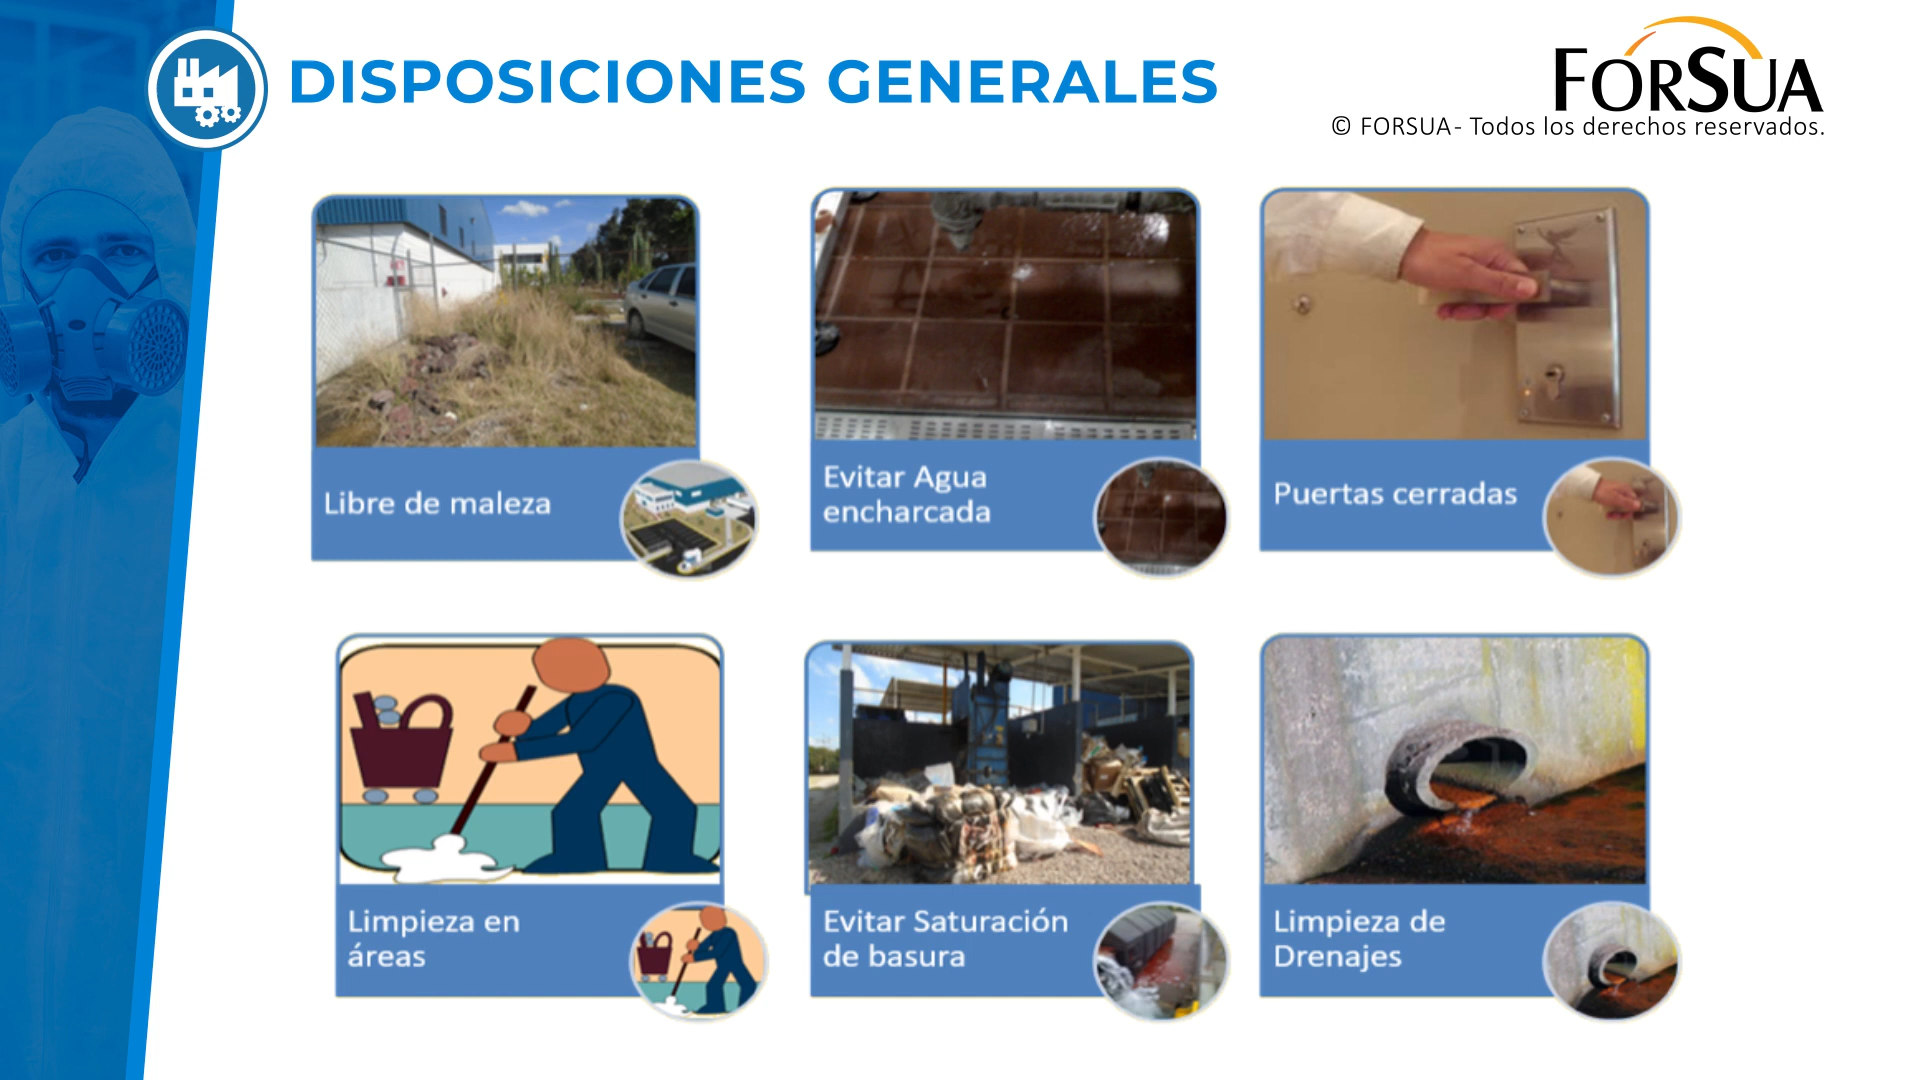 DISPOSICIONES GENERALES
FORSUA
© FORSUA- Todos los derechos reservados.
Libre de maleza
Evitar Agua
encharcada
Puertas cerradas
Limpieza en
áreas
Evitar Saturación
de basura
Limpieza de
Drenajes